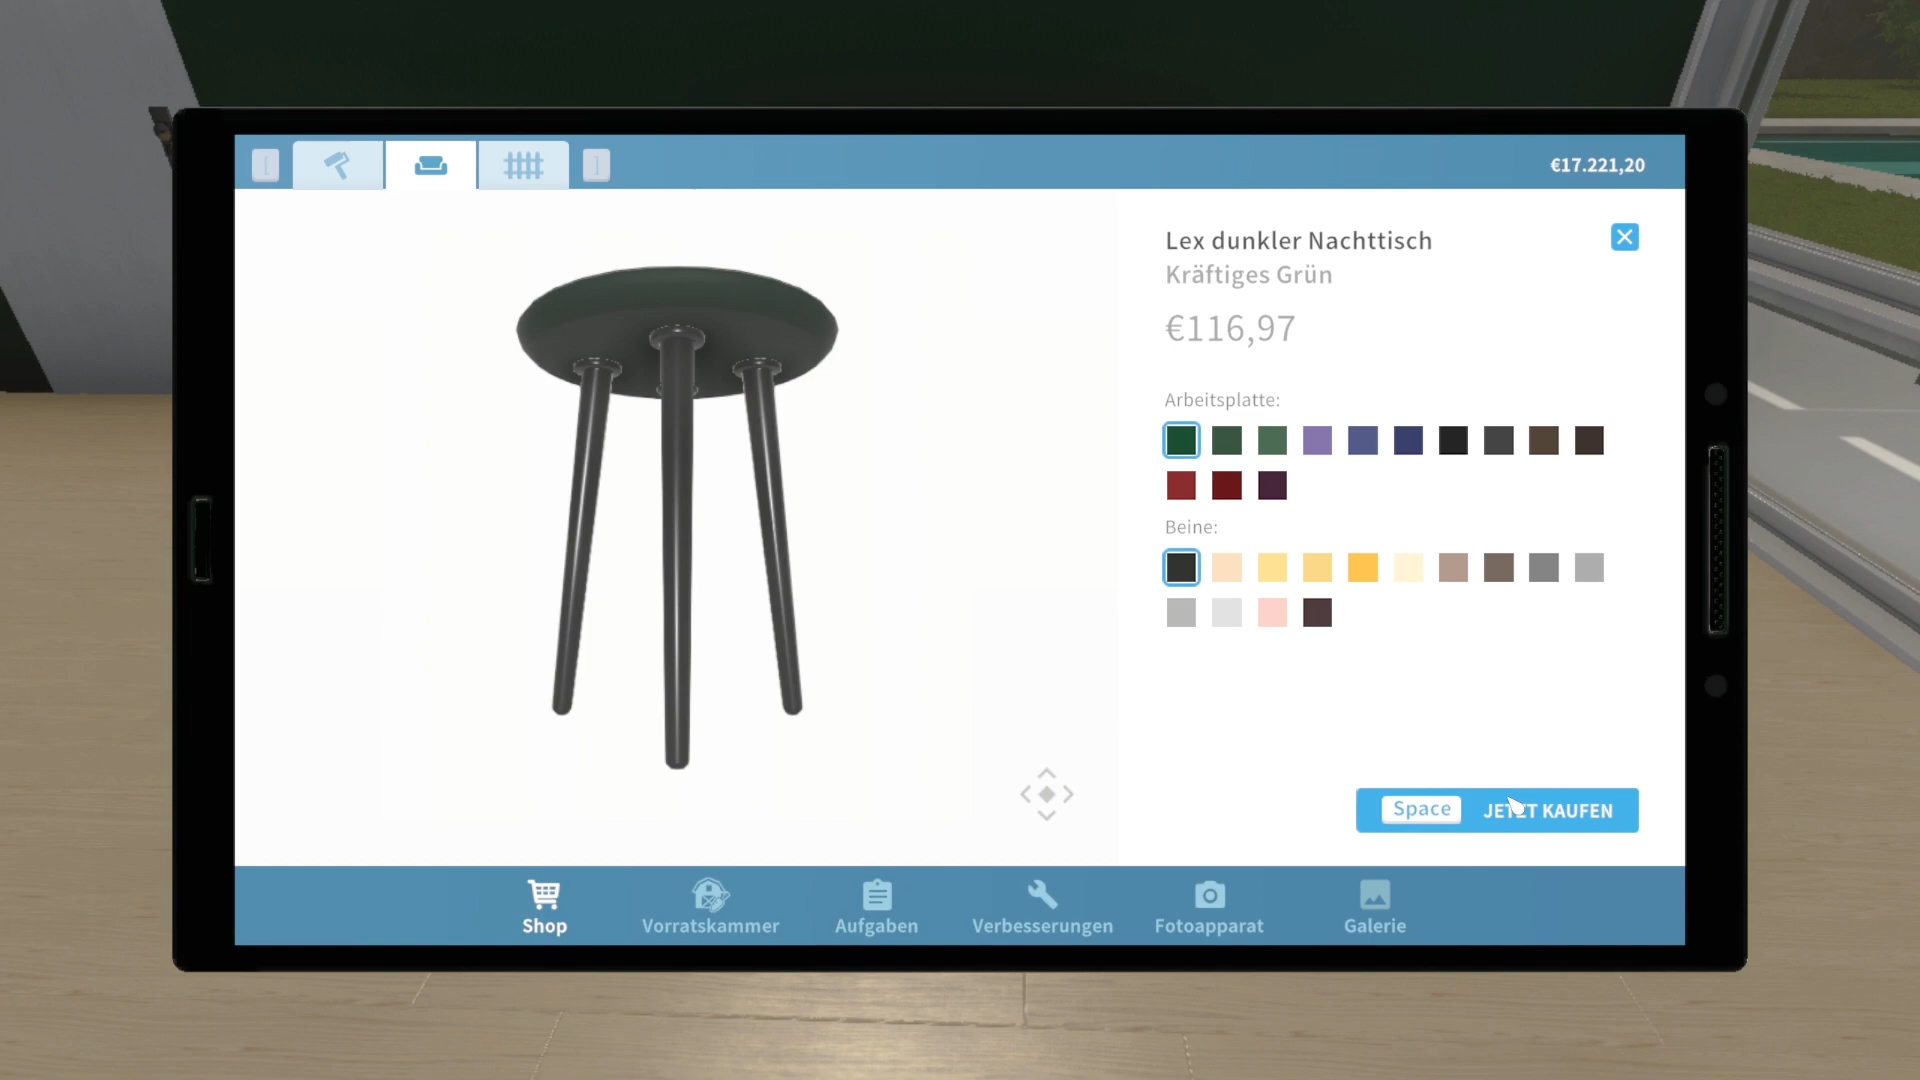 [
]
€17.221,20
Lex dunkler Nachttisch
Kräftiges Grün
€116,97
Arbeitsplatte:
Beine:
Space JETZT KAUFEN
Shop
Vorratskammer
Aufgaben
Verbesserungen
Fotoapparat
Galerie